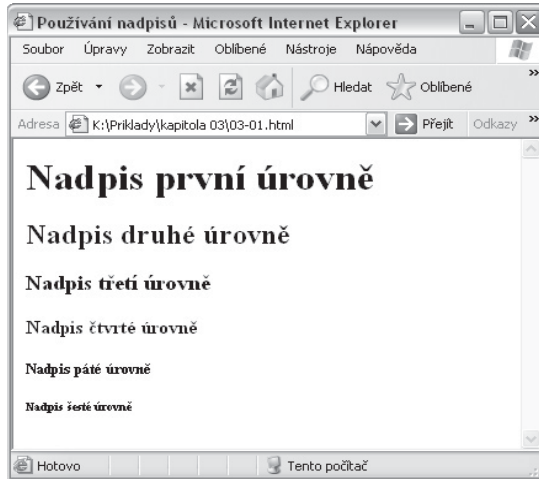 Používání nadpisů - Microsoft Internet Explorer
Soubor Úpravy Zobrazit Oblíbené Nástroje Nápověda
Zpět Hledat Oblíbené »
Adresa K:\Priklady\kapitola 03\03-01.html Přejít Odkazy »
Nadpis první úrovně
Nadpis druhé úrovně
Nadpis třetí úrovně
Nadpis čtvrté úrovně
Nadpis páté úrovně
Nadpis šesté úrovně
Hotovo Tento počítač